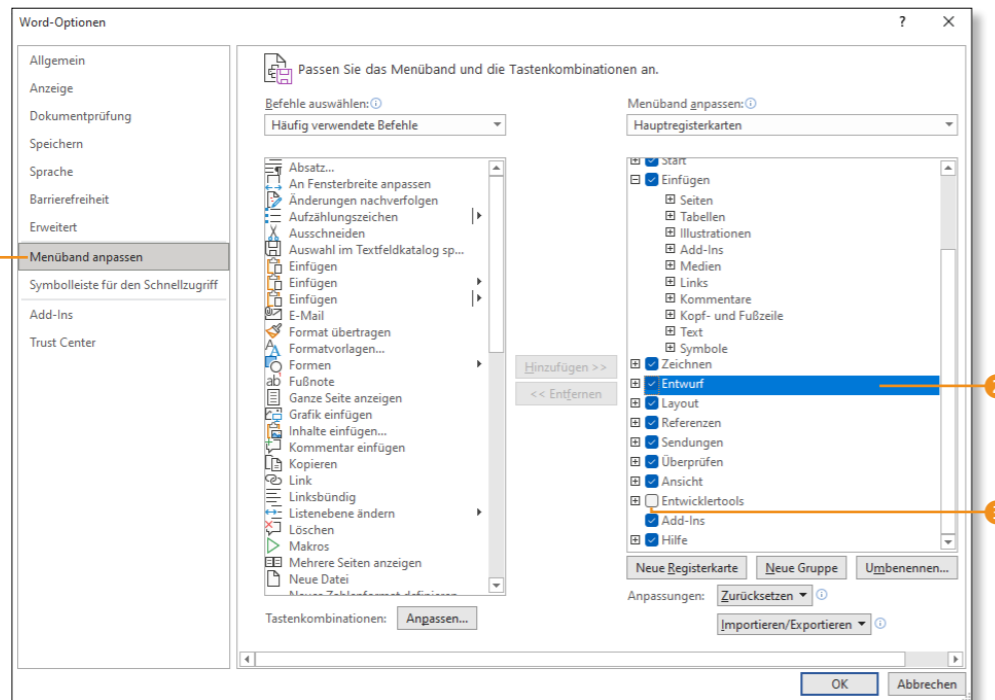 Word-Optionen
?
Allgemein
Anzeige
Dokumentprüfung
Speichern
Sprache
Barrierefreiheit
Erweitert
Menüband anpassen
Symbolleiste für den Schnellzugriff
Add-Ins
Trust Center
Passen Sie das Menüband und die Tastenkombinationen an.
Befehle auswählen:
Häufig verwendete Befehle
Absatz...
An Fensterbreite anpassen
Änderungen nachverfolgen
Aufzählungszeichen
Ausschneiden
Auswahl im Textfeldkatalog sp...
Einfügen
Einfügen
Einfügen
E-Mail
Format übertragen
Formatvorlagen...
Formen
Fußnote
Ganze Seite anzeigen
Grafik einfügen
Inhalte einfügen...
Kommentar einfügen
Kopieren
Link
Linksbündig
Listenebene ändern
Löschen
Makros
Mehrere Seiten anzeigen
Neue Datei
Neues Zahlenformat definieren
Tastenkombinationen: Anpassen...
Hinzufügen >>
<< Entfernen
Menüband anpassen:
Hauptregisterkarten
Start
Einfügen
Seiten
Tabellen
Illustrationen
Add-Ins
Medien
Links
Kommentare
Kopf- und Fußzeile
Text
Symbole
Zeichnen
Entwurf
Layout
Referenzen
Sendungen
Überprüfen
Ansicht
Entwicklertools
Add-Ins
Hilfe
Neue Registerkarte Neue Gruppe Umbenennen...
Anpassungen: Zurücksetzen
Importieren/Exportieren
OK Abbrechen